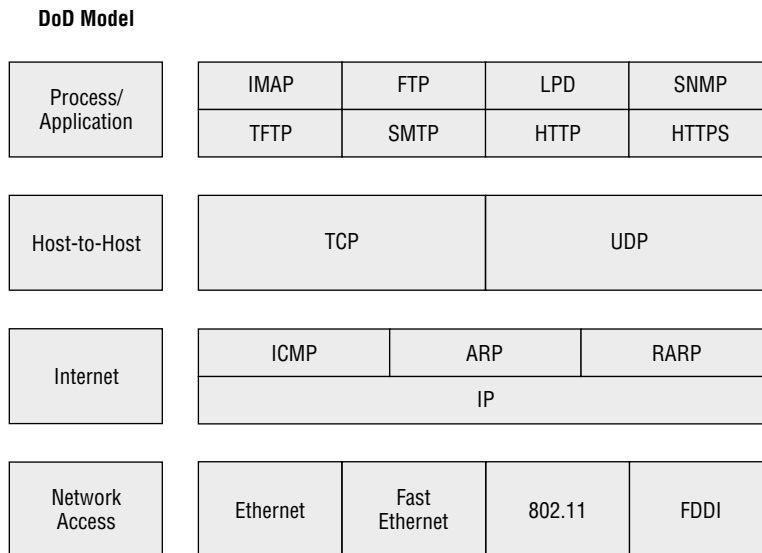 DoD Model
Process/
Application
IMAP FTP LPD SNMP
TFTP SMTP HTTP HTTPS
Host-to-Host
TCP UDP
Internet
ICMP ARP RARP
IP
Network
Access
Ethernet
Fast
Ethernet
802.11
FDDI